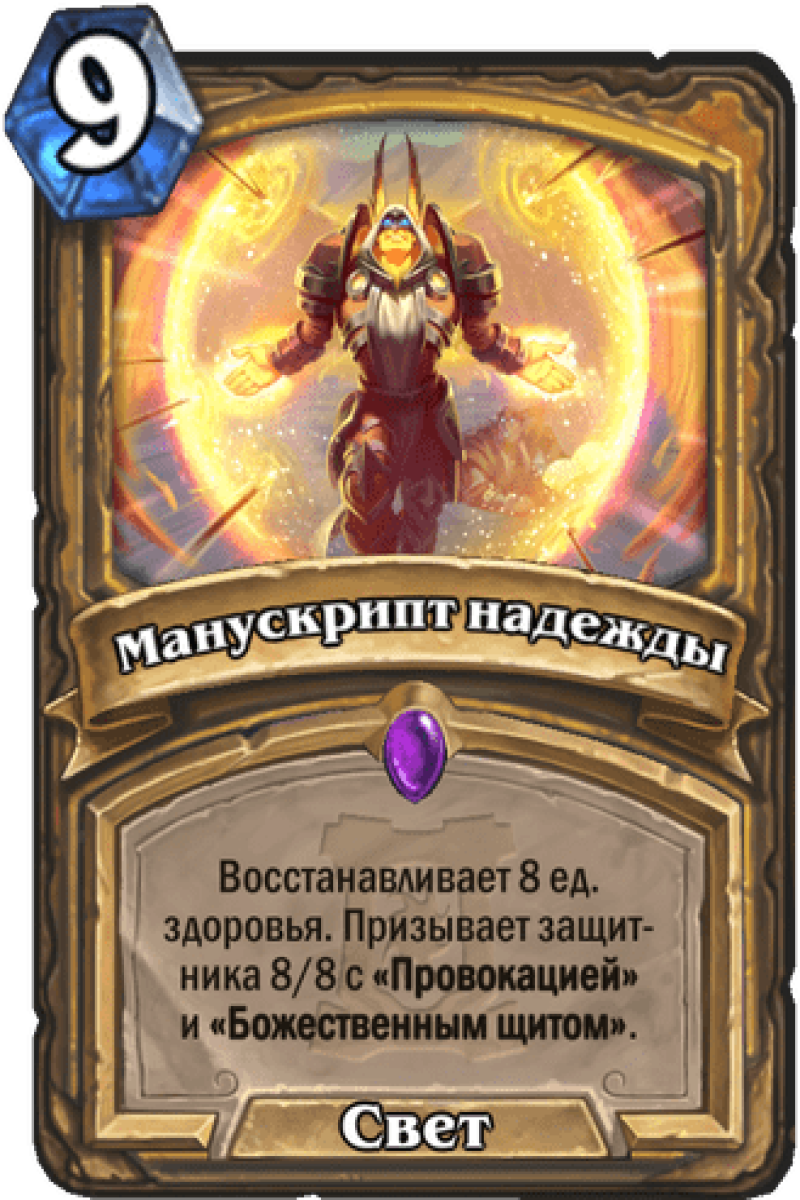 9
Манускрипт надежды
Восстанавливает 8 ед.
здоровья. Призывает защит-
ника 8/8 с «Провокацией»
и «Божественным щитом».
Свет